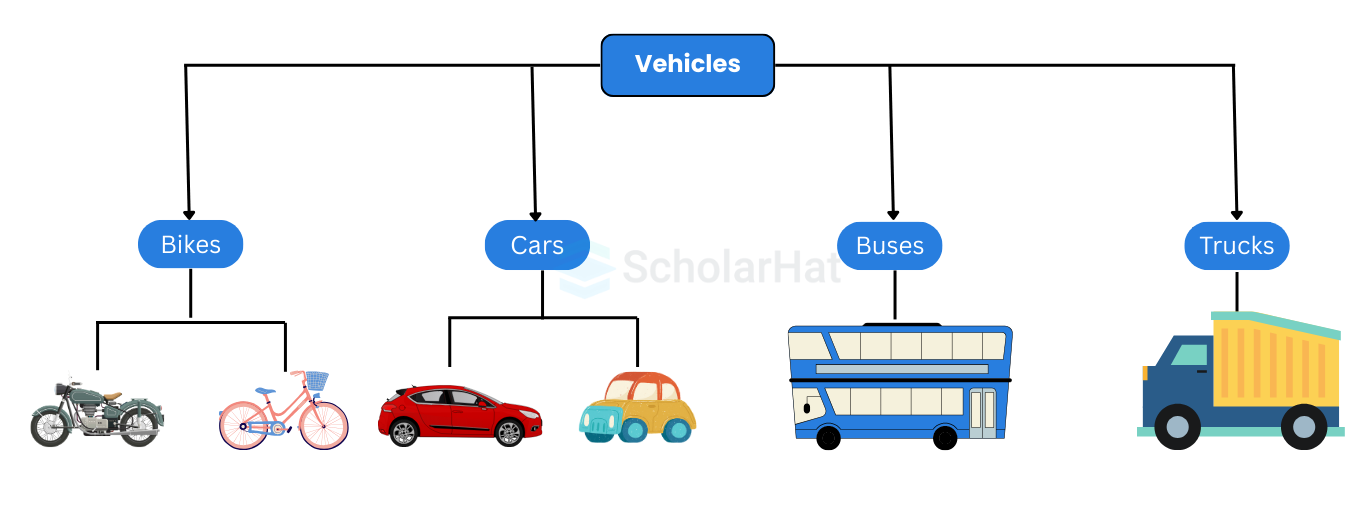 Vehicles
Bikes
Cars
Buses
Trucks
ScholarHat